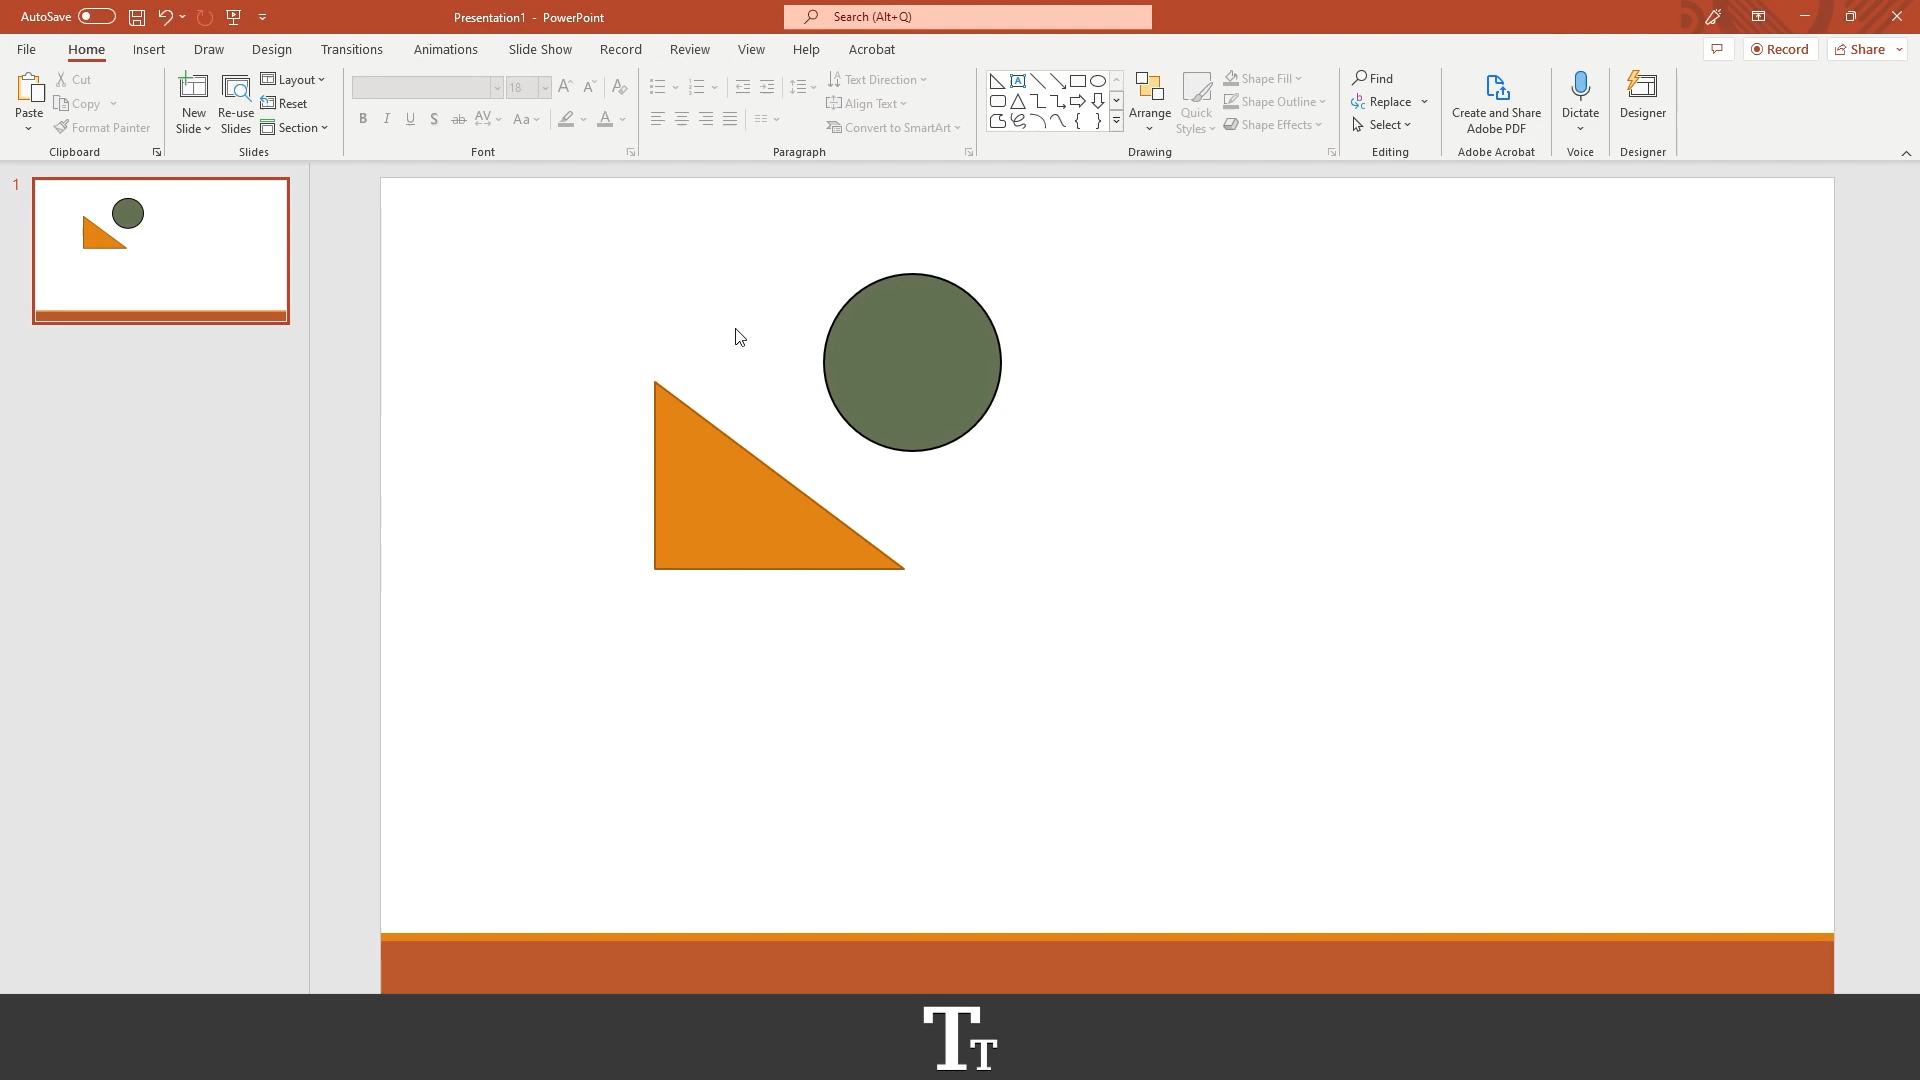 AutoSave
Presentation1 - PowerPoint
Search (Alt+Q)
File Home Insert Draw Design Transitions Animations Slide Show Record Review View Help Acrobat
Record Share
Paste
Cut
Copy
Format Painter
Clipboard
New
Slide
Re-use
Slides
Layout
Reset
Section
Slides
18
Aa
Font
Text Direction
Align Text
Convert to SmartArt
Paragraph
Arrange
Quick
Styles
Shape Fill
Shape Outline
Shape Effects
Drawing
Find
Replace
Select
Editing
Create and Share
Adobe PDF
Adobe Acrobat
Dictate
Voice
Designer
Designer
1
TT